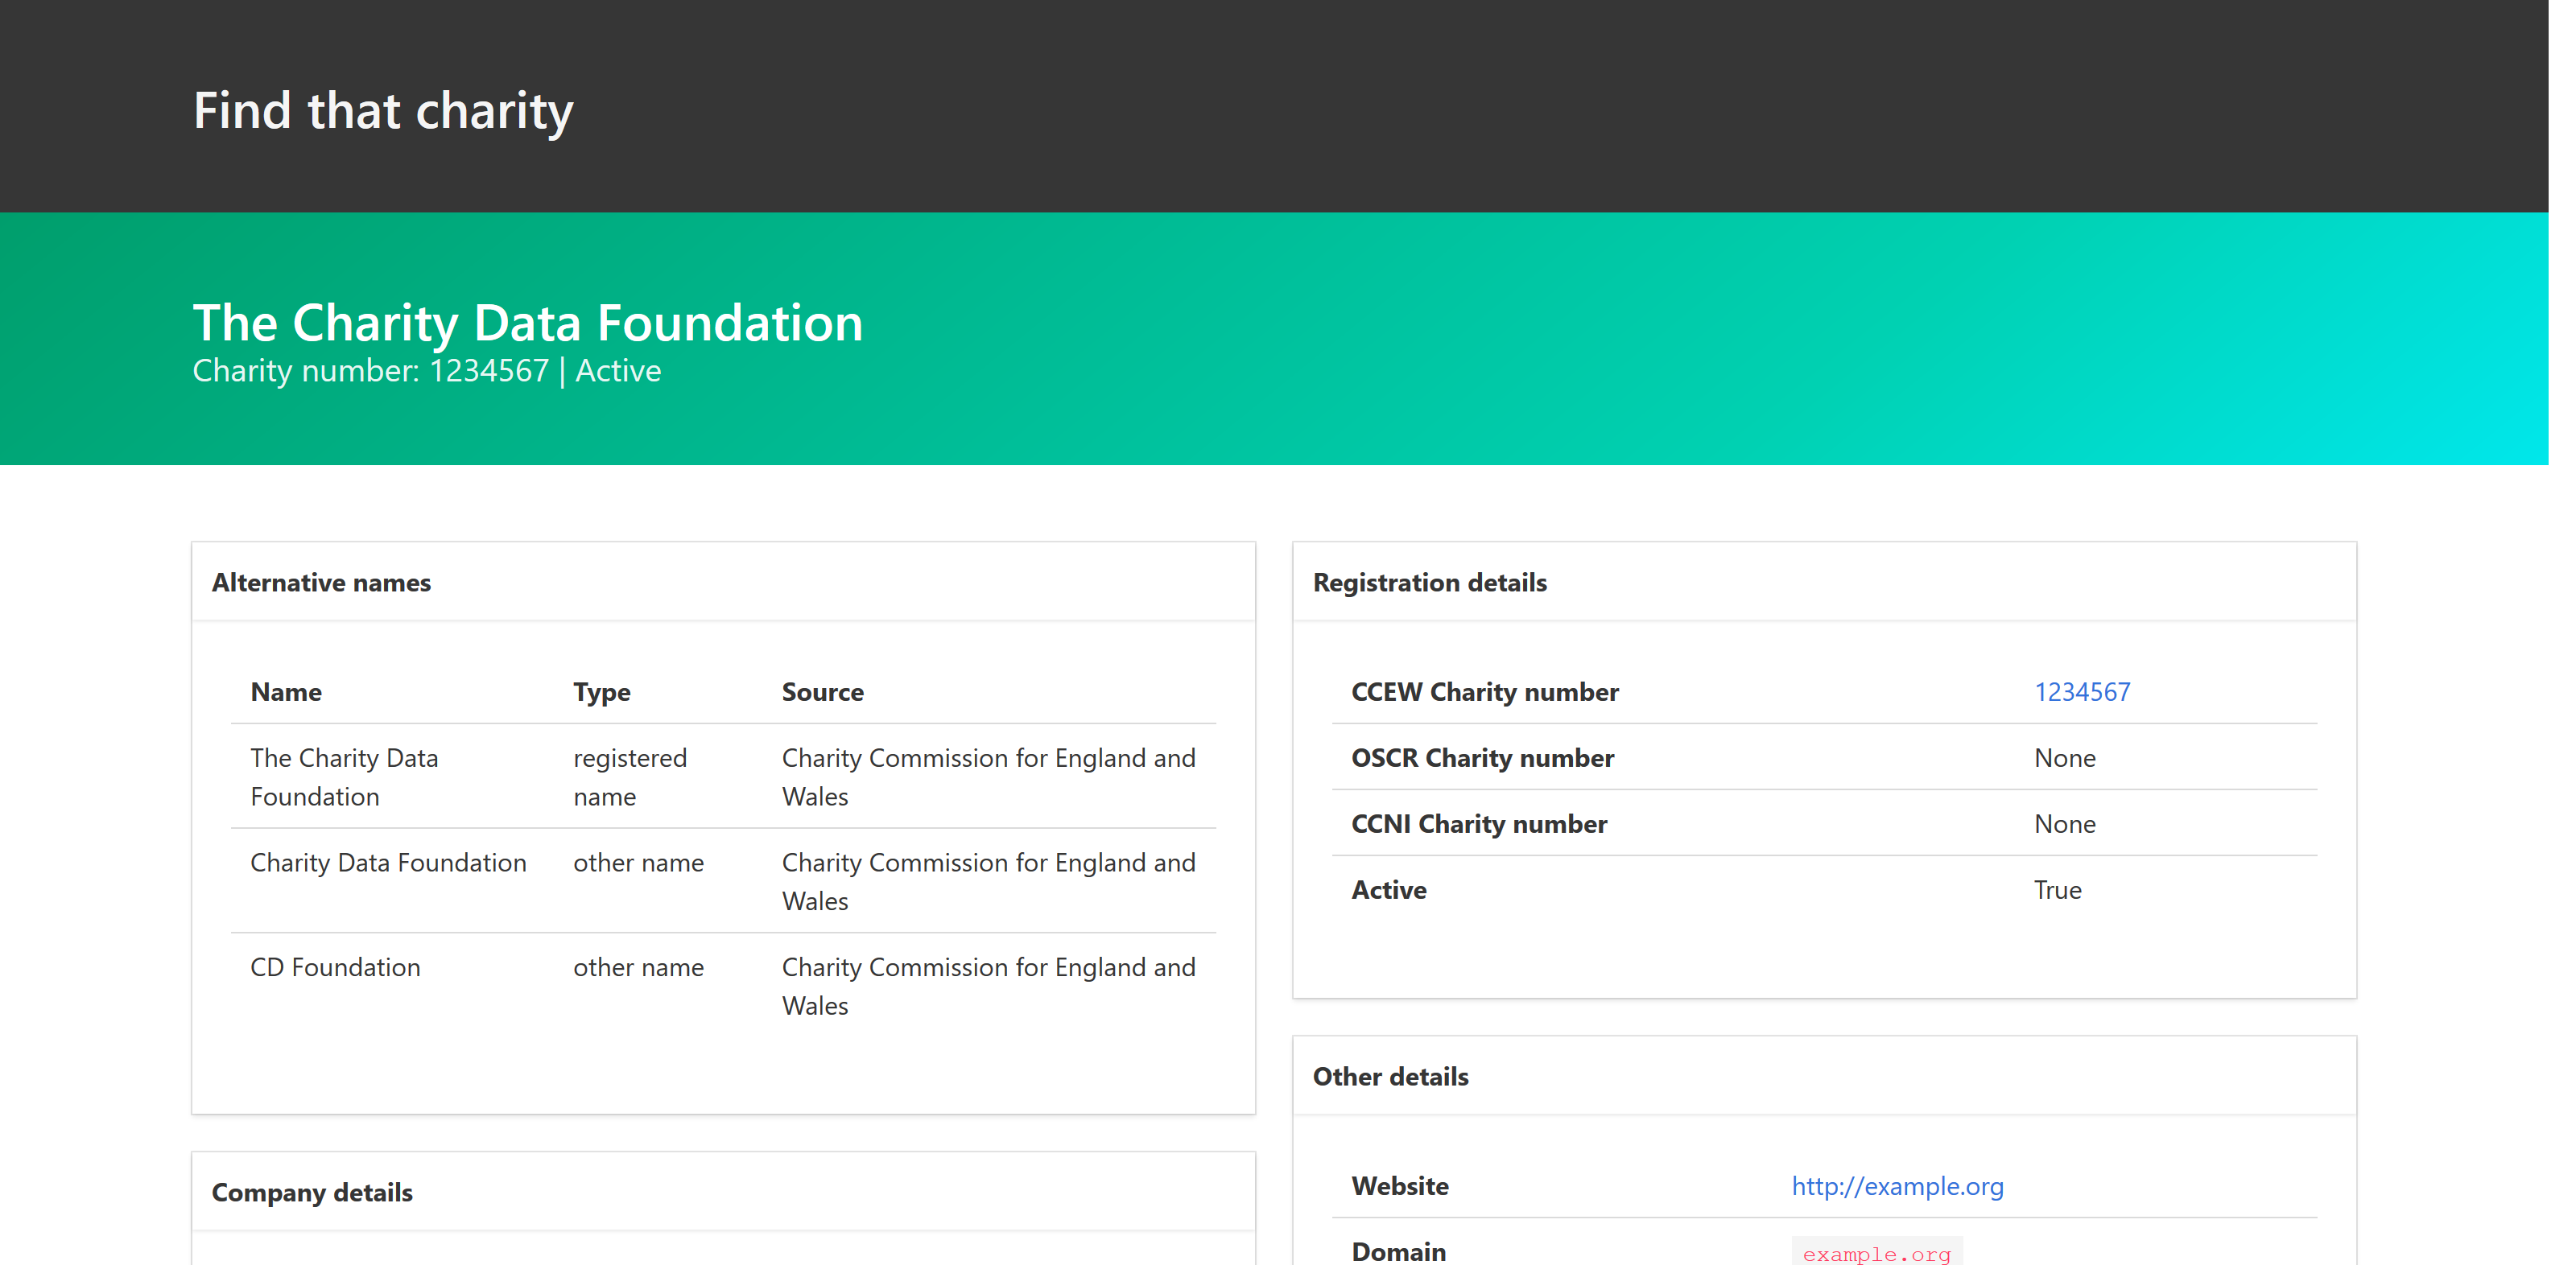 Find that charity
The Charity Data Foundation
Charity number: 1234567 | Active
Alternative names
Name Type Source
The Charity Data registered Charity Commission for England and
Foundation name Wales
Charity Data Foundation other name Charity Commission for England and
Wales
CD Foundation other name Charity Commission for England and
Wales
Company details
Registration details
CCEW Charity number 1234567
OSCR Charity number None
CCNI Charity number None
Active True
Other details
Website http://example.org
Domain example.org